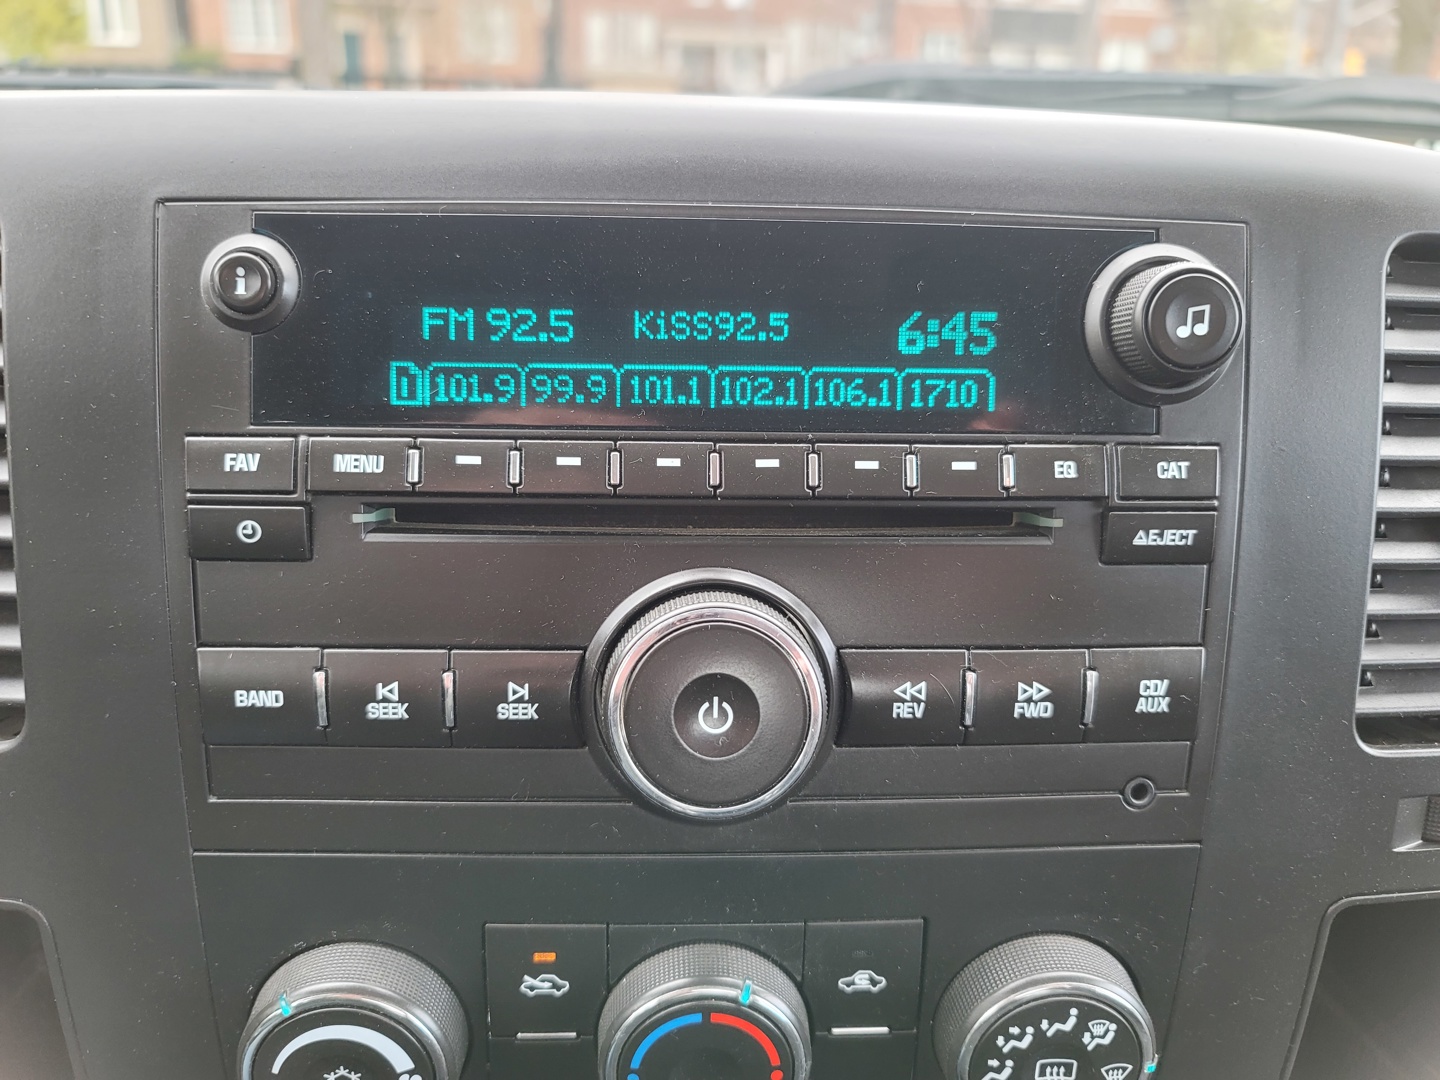 i
FM 92.5 KiSS92.5 6:45
1 101.9 99.9 101.1 102.1 106.1 1710
FAV MENU EQ CAT
EJECT
BAND SEEK SEEK REV FWD CD/
AUX